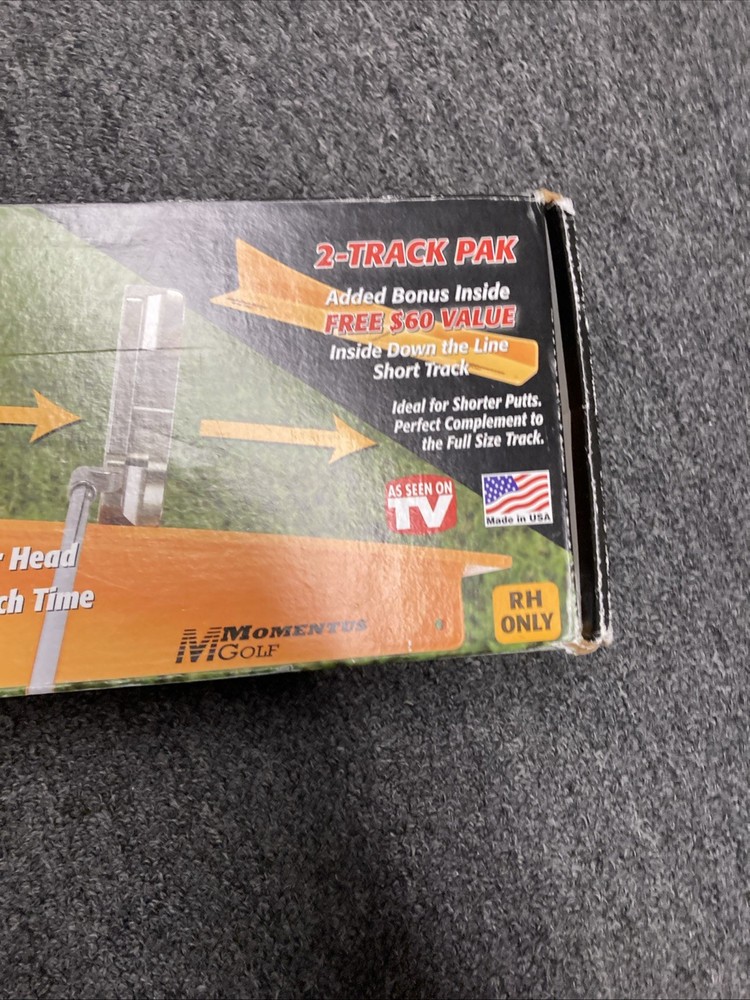 2-TRACK PAK
Added Bonus Inside
FREE $60 VALUE
Inside Down the Line
Short Track
Ideal for Shorter Putts.
Perfect Complement to
the Full Size Track.
AS SEEN ON
TV
Made in USA
Head
ch Time
RH
ONLY
MOMENTUS
GOLF